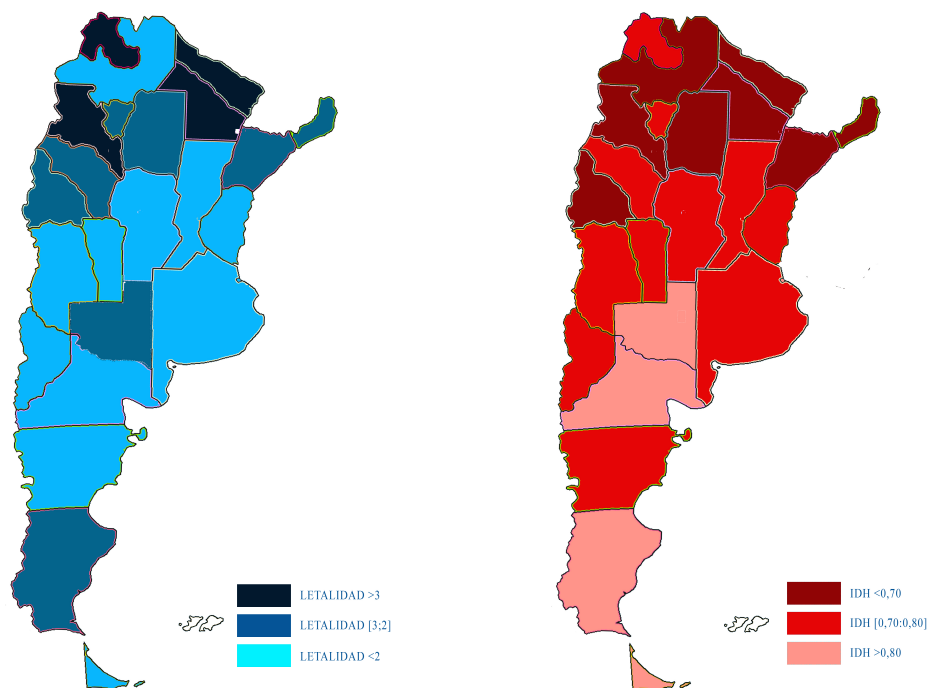 LETALIDAD >3
LETALIDAD [3;2]
LETALIDAD <2
IDH <0,70
IDH [0,70:0,80]
IDH >0,80